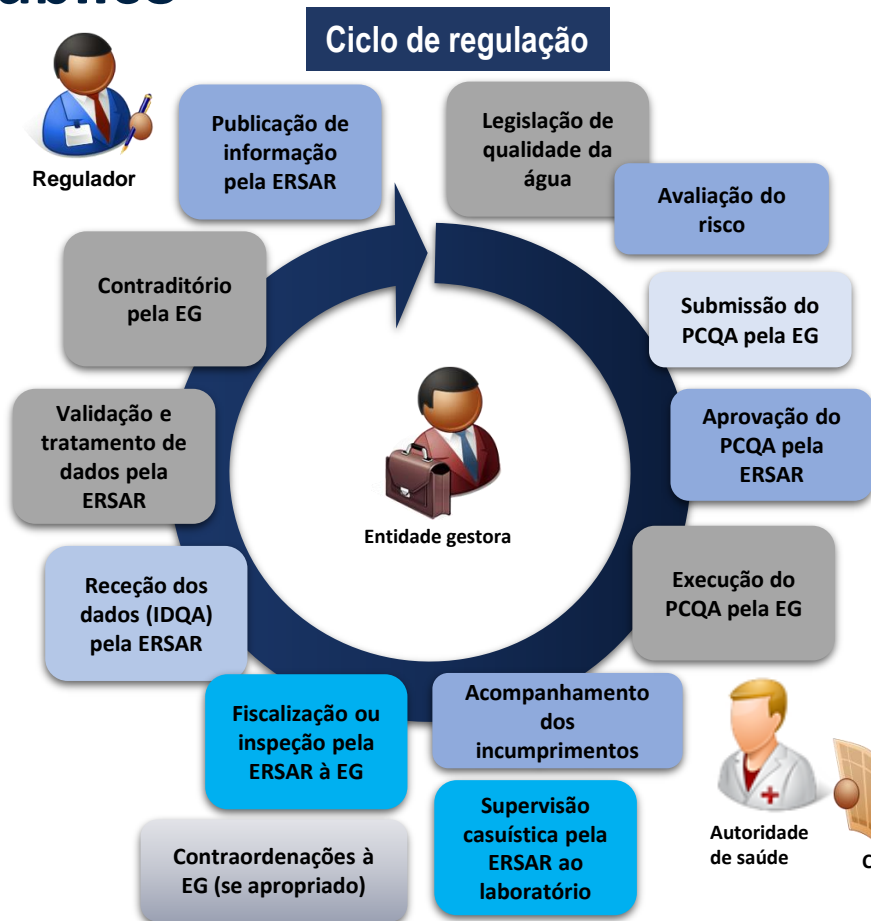 Ciclo de regulação
Regulador
Publicação de
informação
pela ERSAR
Legislação de
qualidade da
água
Avaliação do
risco
Submissão do
PCQA pela EG
Aprovação do
PCQA pela
ERSAR
Execução do
PCQA pela EG
Acompanhamento
dos
incumprimentos
Supervisão
casuística pela
ERSAR ao
laboratório
Autoridade
de saúde
Fiscalização ou
inspeção pela
ERSAR à EG
Contraordenações à
EG (se apropriado)
Receção dos
dados (IDQA)
pela ERSAR
Validação e
tratamento de
dados pela
ERSAR
Contraditório
pela EG
Entidade gestora